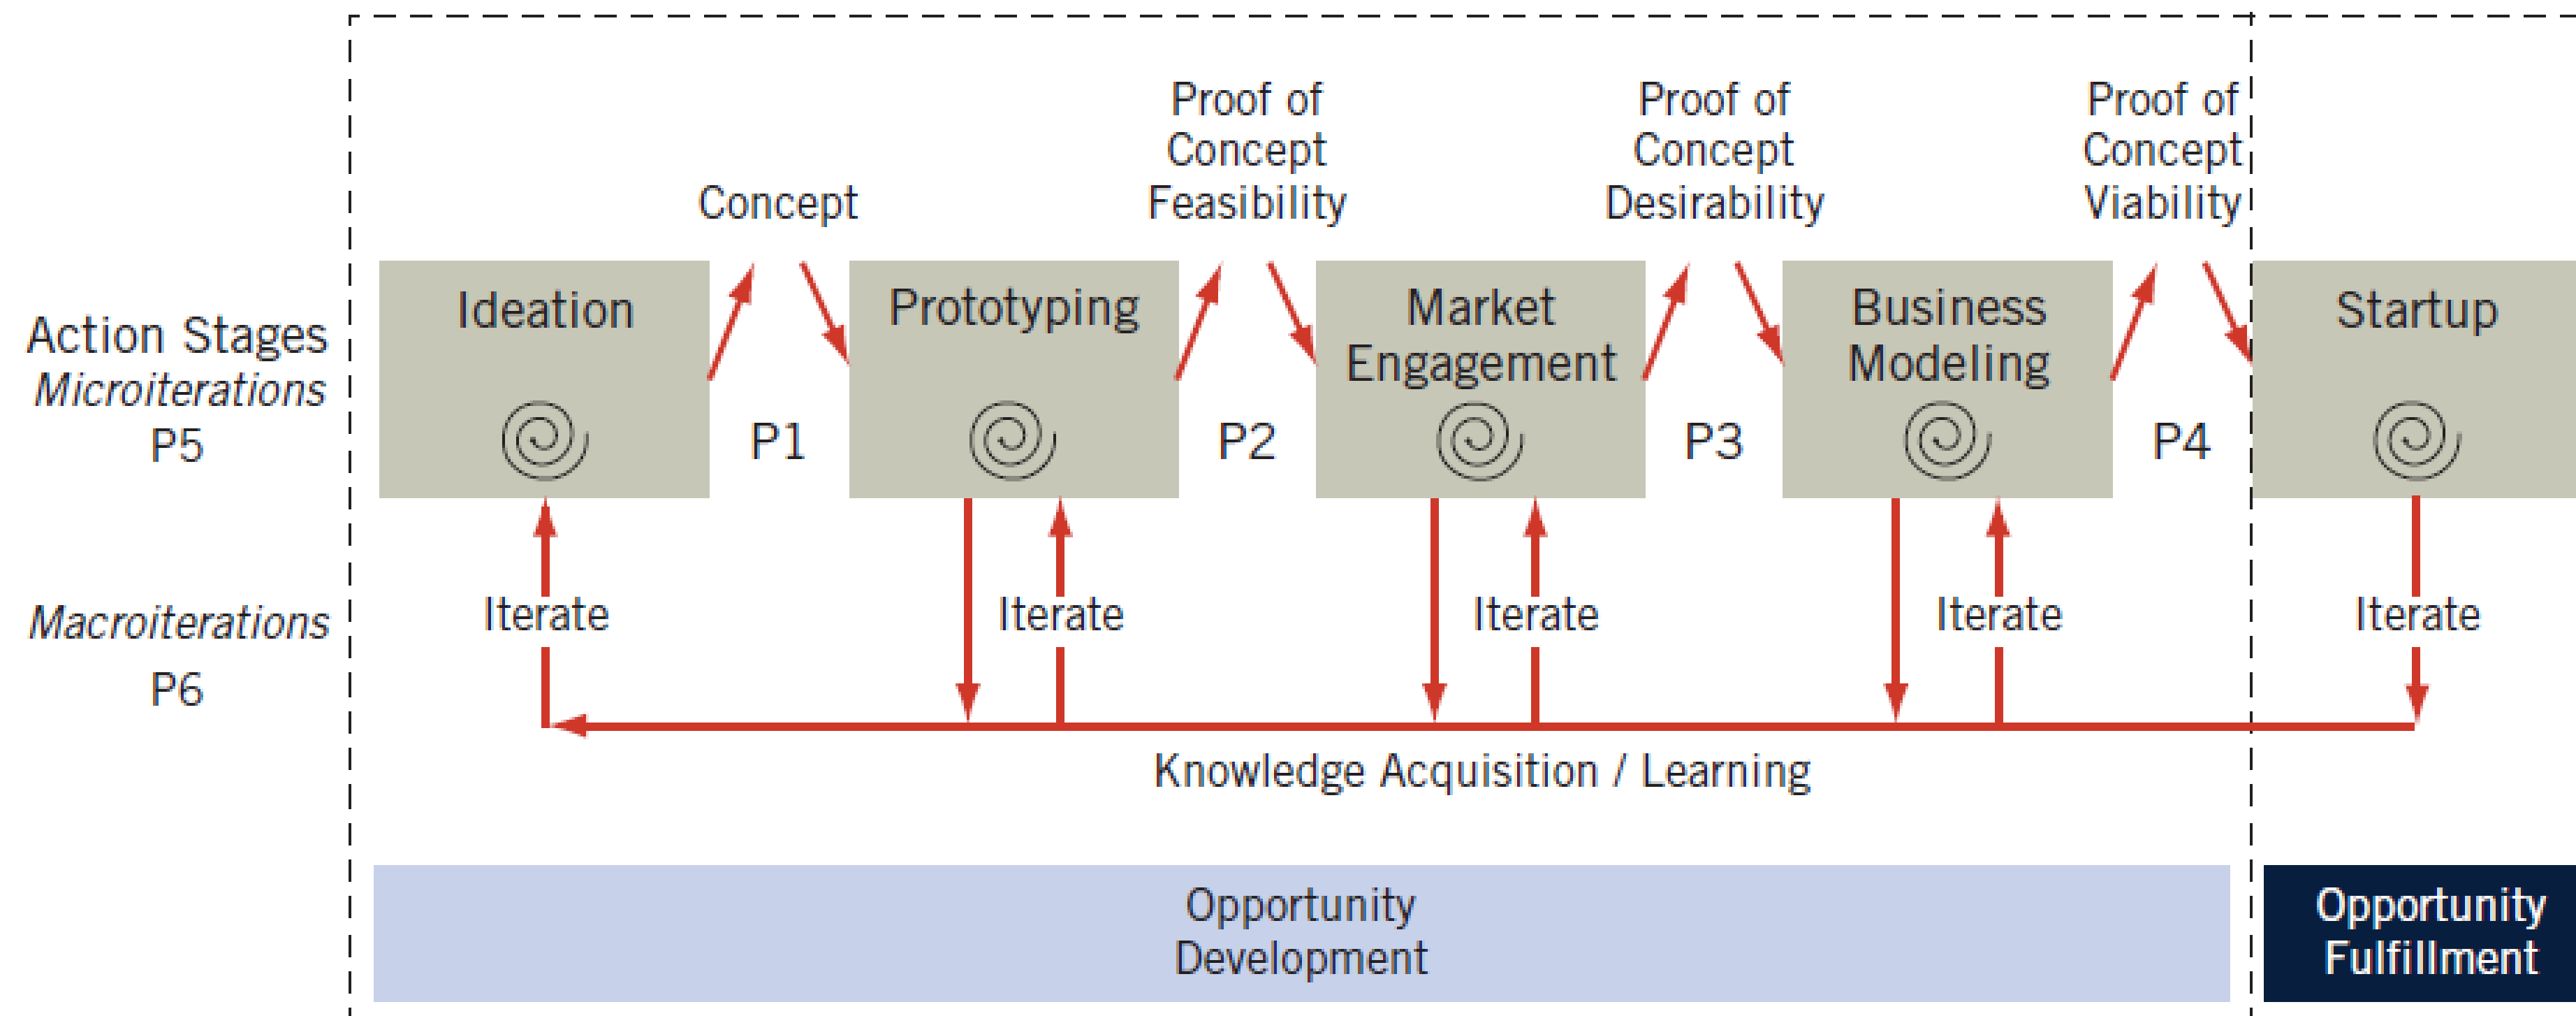 Proof of
Concept
Feasibility
Proof of
Concept
Desirability
Proof of
Concept
Viability
Concept
Action Stages
Microiterations
P5
Ideation
P1
Prototyping
P2
Market
Engagement
P3
Business
Modeling
P4
Startup
Macroiterations
P6
Iterate
Iterate
Iterate
Iterate
Iterate
Knowledge Acquisition / Learning
Opportunity
Development
Opportunity
Fulfillment